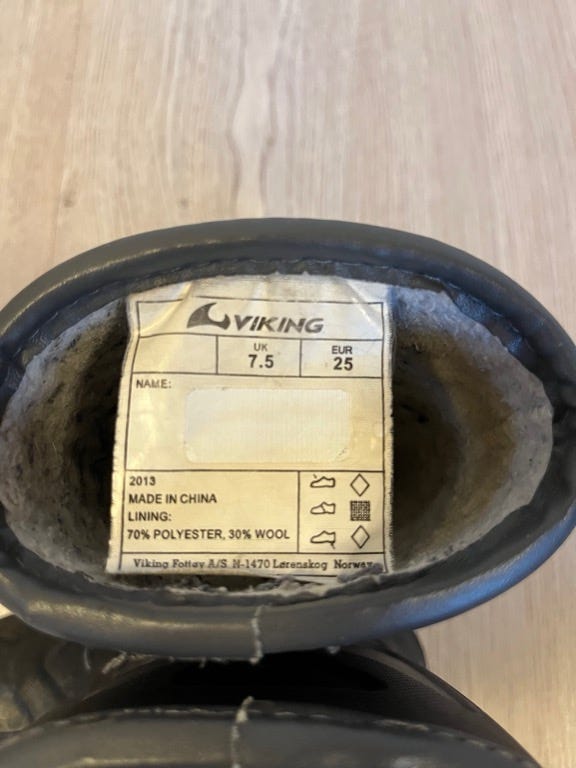 VIKING
UK EUR
7.5 25
NAME:
2013
MADE IN CHINA
LINING:
70% POLYESTER, 30% WOOL
Viking Fottøy A/S N-1470 Lørenskog Norway